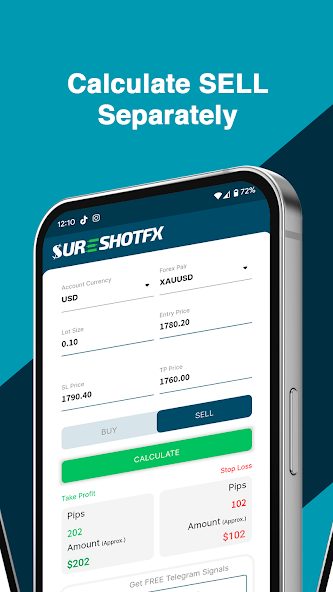 Calculate SELL
Separately
12:10 72%
SURESHOTFX
Account Currency Forex Pair
USD XAUUSD
Lot Size Entry Price
0.10 1780.20
SL Price TP Price
1790.40 1760.00
BUY SELL
CALCULATE
Take Profit Stop Loss
Pips Pips
202 102
Amount (Approx.) Amount (Approx.)
$202 $102
Get FREE Telegram Signals